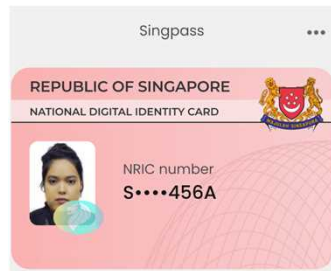 Singpass
REPUBLIC OF SINGAPORE
NATIONAL DIGITAL IDENTITY CARD
NRIC number
S••••456A